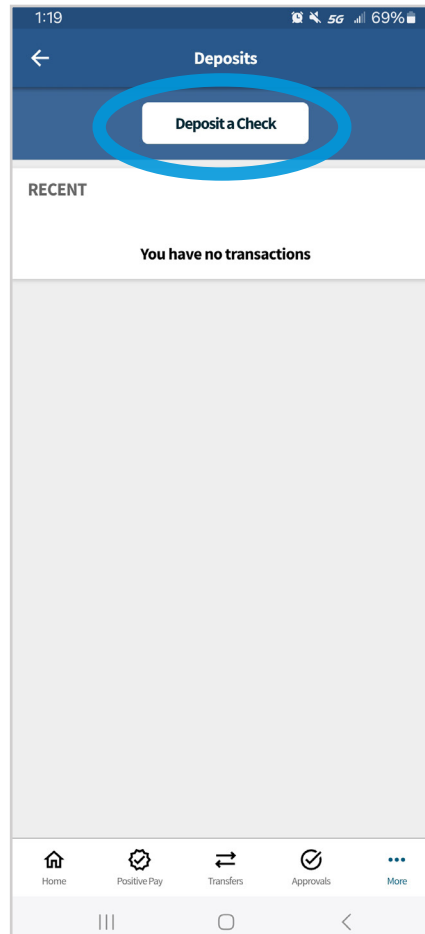 1:19 5G 69%
Deposits
Deposit a Check
RECENT
You have no transactions
Home Positive Pay Transfers Approvals More